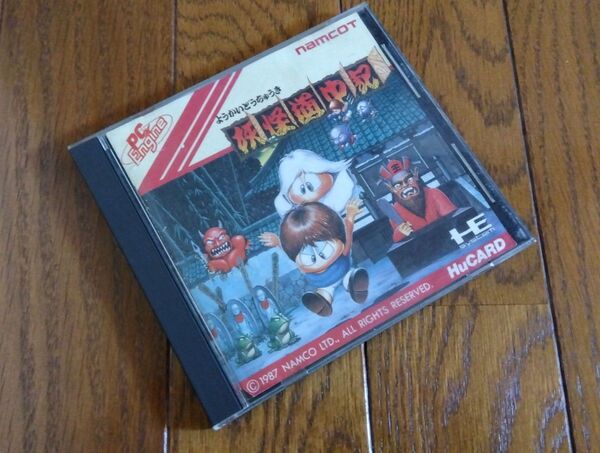 namcoT
ようかいどうちゅうき
妖怪道中記
PC
Engine
HE
system
HuCARD
©1987 NAMCO LTD., ALL RIGHTS RESERVED.